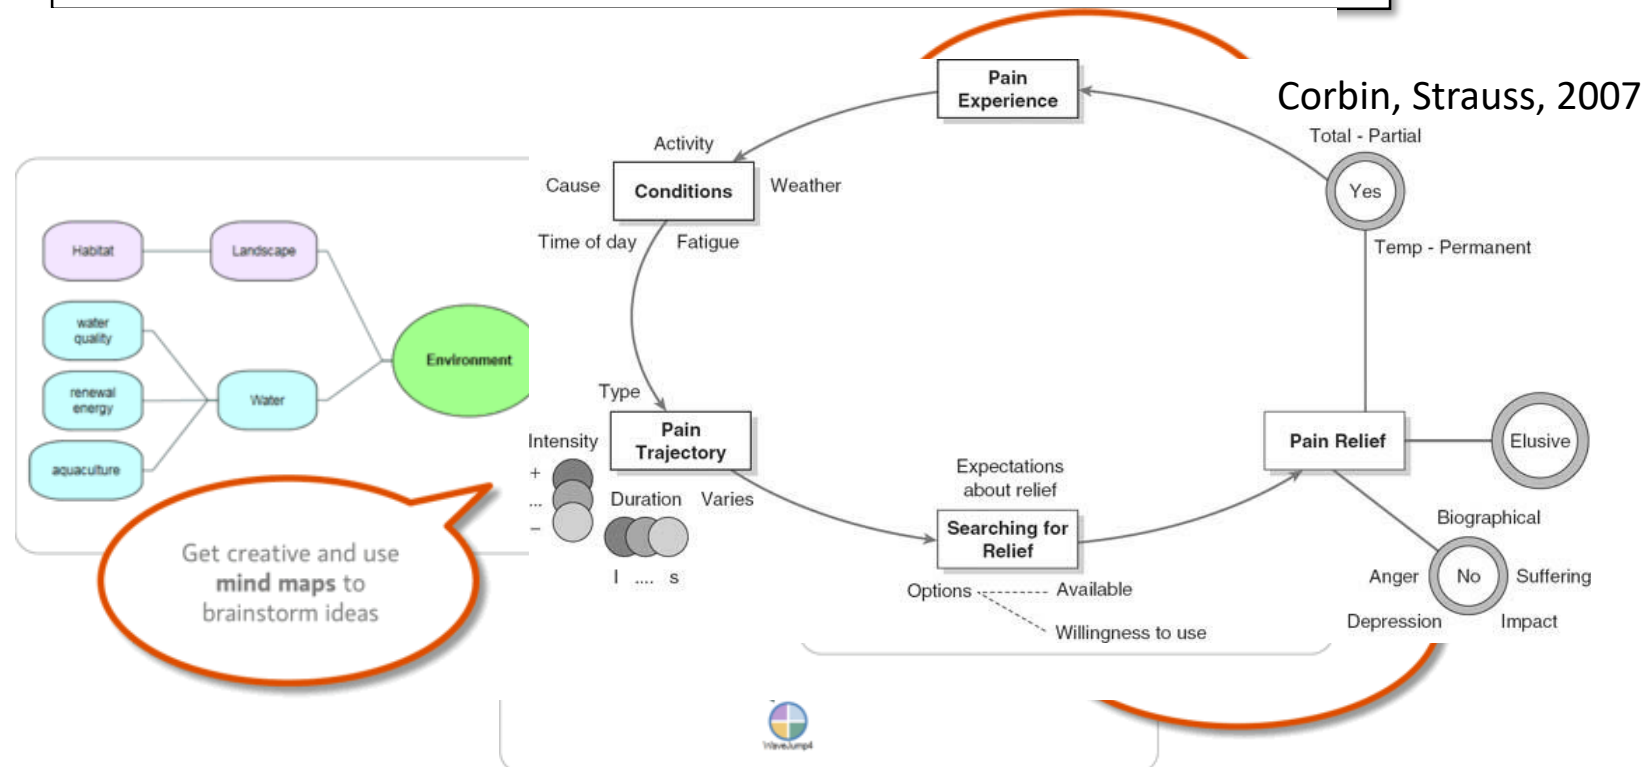 Corbin, Strauss, 2007
Pain
Experience
Total - Partial
Yes
Temp - Permanent
Activity
Cause
Conditions
Weather
Time of day
Fatigue
Habitat
Landscape
water
quality
renewal
energy
Water
aquaculture
Environment
Get creative and use
mind maps to
brainstorm ideas
Type
Pain
Trajectory
Intensity
+
...
–
Duration
Varies
l .... s
Expectations
about relief
Searching for
Relief
Options
Available
Willingness to use
Pain Relief
Elusive
Biographical
Anger
No
Suffering
Depression
Impact
WaveJump4